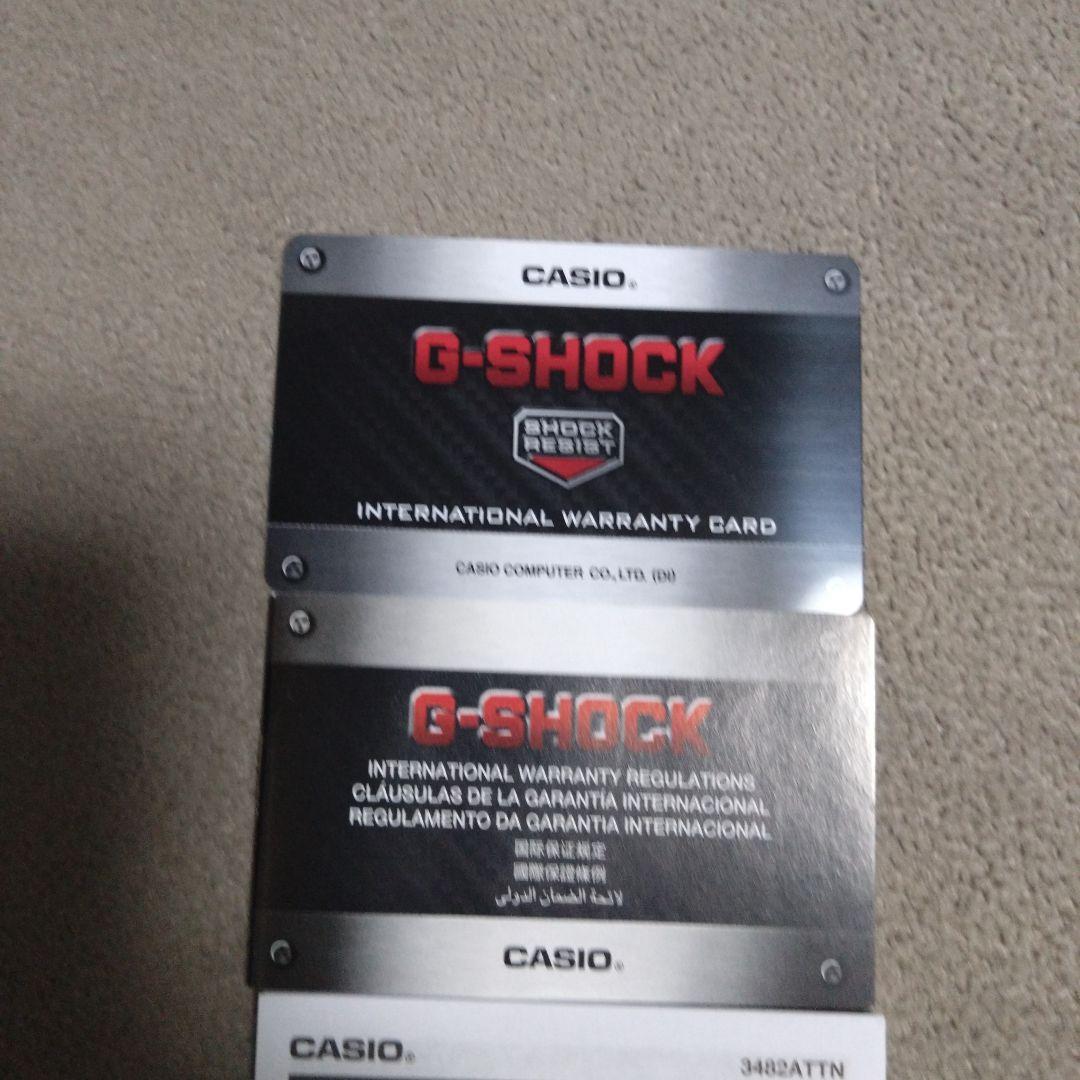 CASIO®
G-SHOCK
SHOCK
RESIST
INTERNATIONAL WARRANTY CARD
CASIO COMPUTER CO., LTD. (DI)
G-SHOCK
INTERNATIONAL WARRANTY REGULATIONS
CLÁUSULAS DE LA GARANTÍA INTERNACIONAL
REGULAMENTO DA GARANTIA INTERNACIONAL
国际保证规定
國際保證條例
لائحة الضمان الدولي
CASIO®
CASIO®
3482ATTN